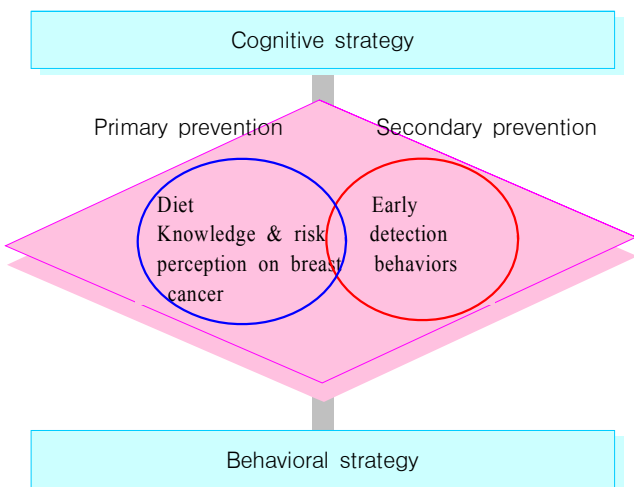 Cognitive strategy
Primary prevention
Secondary prevention
Diet
Knowledge & risk
perception on breast
cancer
Early
detection
behaviors
Behavioral strategy